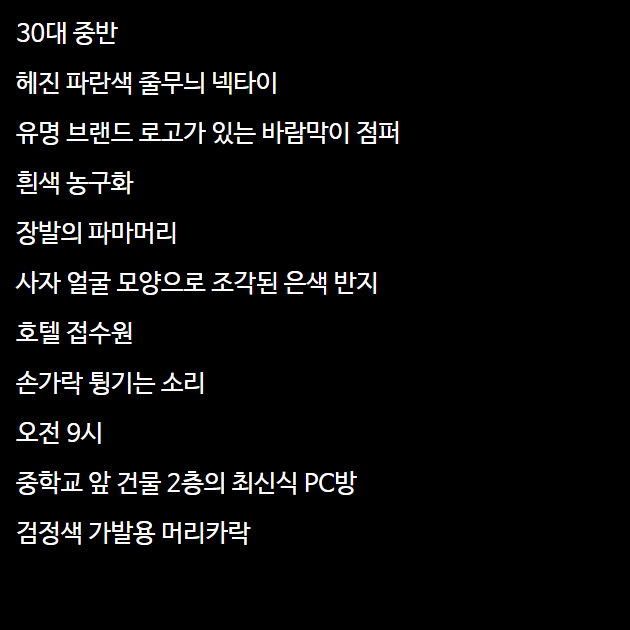 30대 중반
헤진 파란색 줄무늬 넥타이
유명 브랜드 로고가 있는 바람막이 점퍼
흰색 농구화
장발의 파마머리
사자 얼굴 모양으로 조각된 은색 반지
호텔 접수원
손가락 튕기는 소리
오전 9시
중학교 앞 건물 2층의 최신식 PC방
검정색 가발용 머리카락